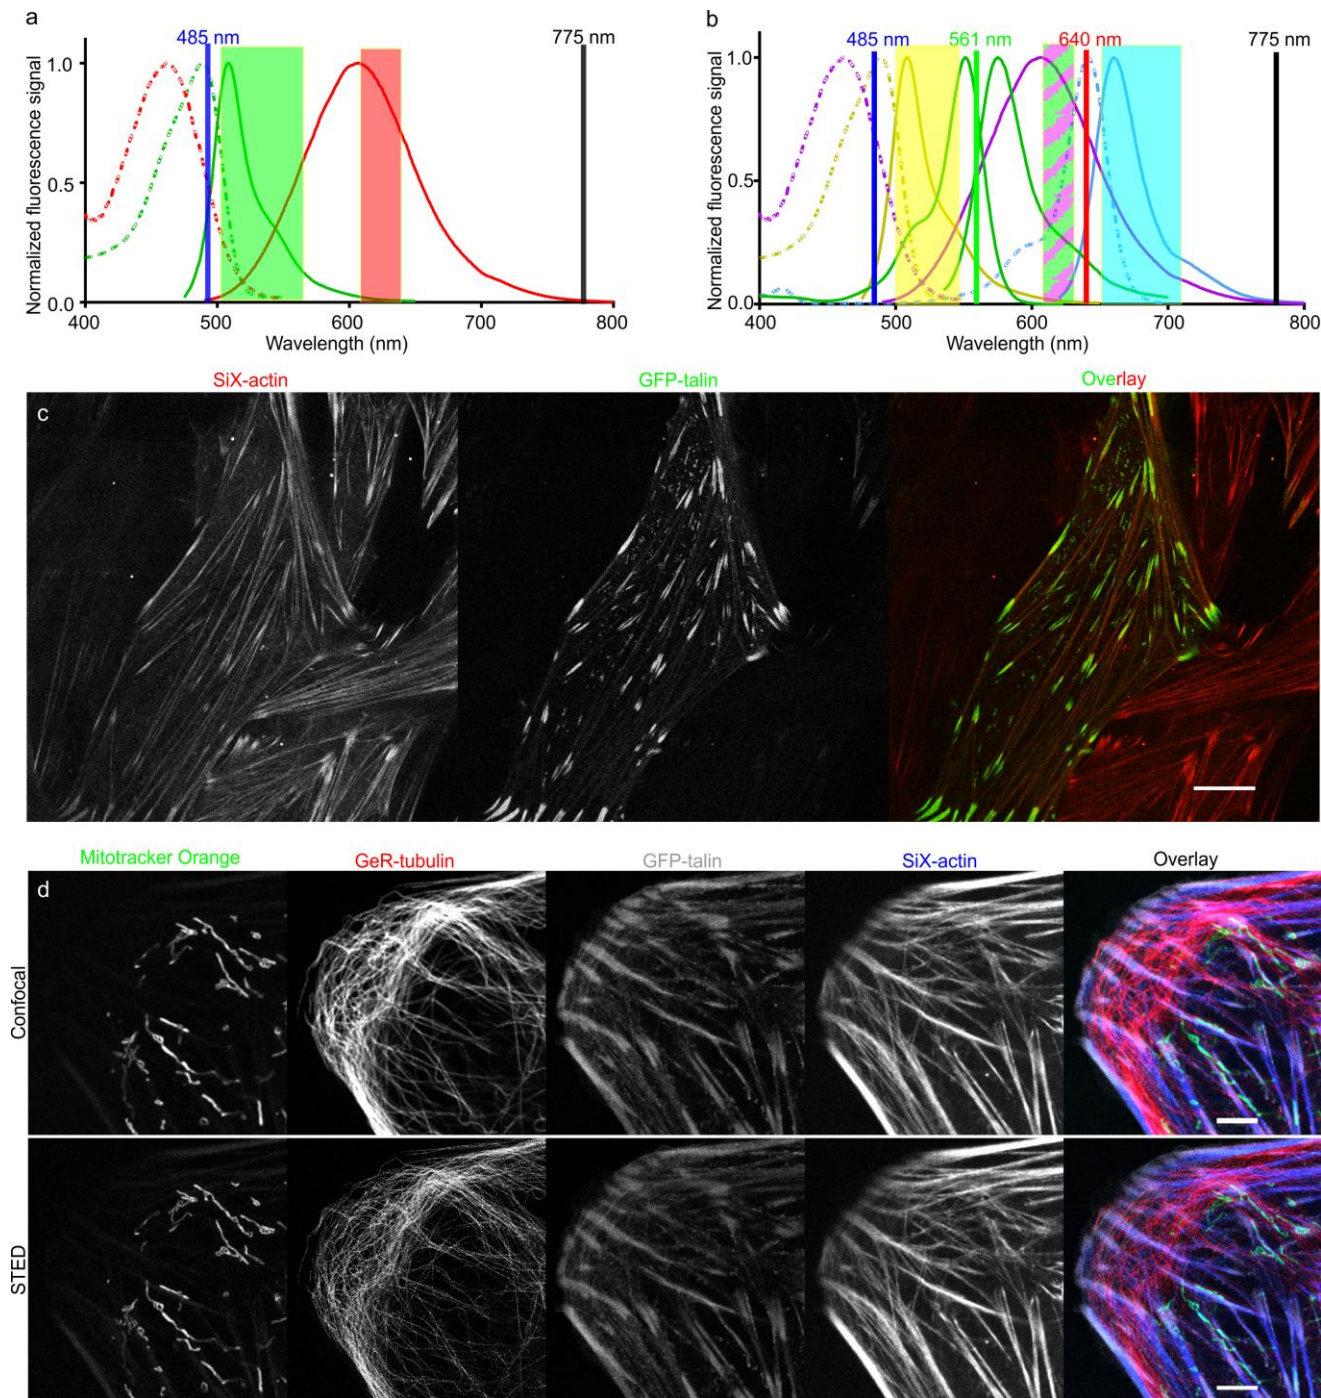 a
485 nm
775 nm
Normalized fluorescence signal
1.0
0.5
0.0
400
500
600
700
800
Wavelength (nm)
b
485 nm
561 nm
640 nm
775 nm
Normalized fluorescence signal
1.0
0.5
0.0
400
500
600
700
800
Wavelength (nm)
SiX-actin
GFP-talin
Overlay
c
Mitotracker Orange
GeR-tubulin
GFP-talin
SiX-actin
Overlay
d
Confocal
STED